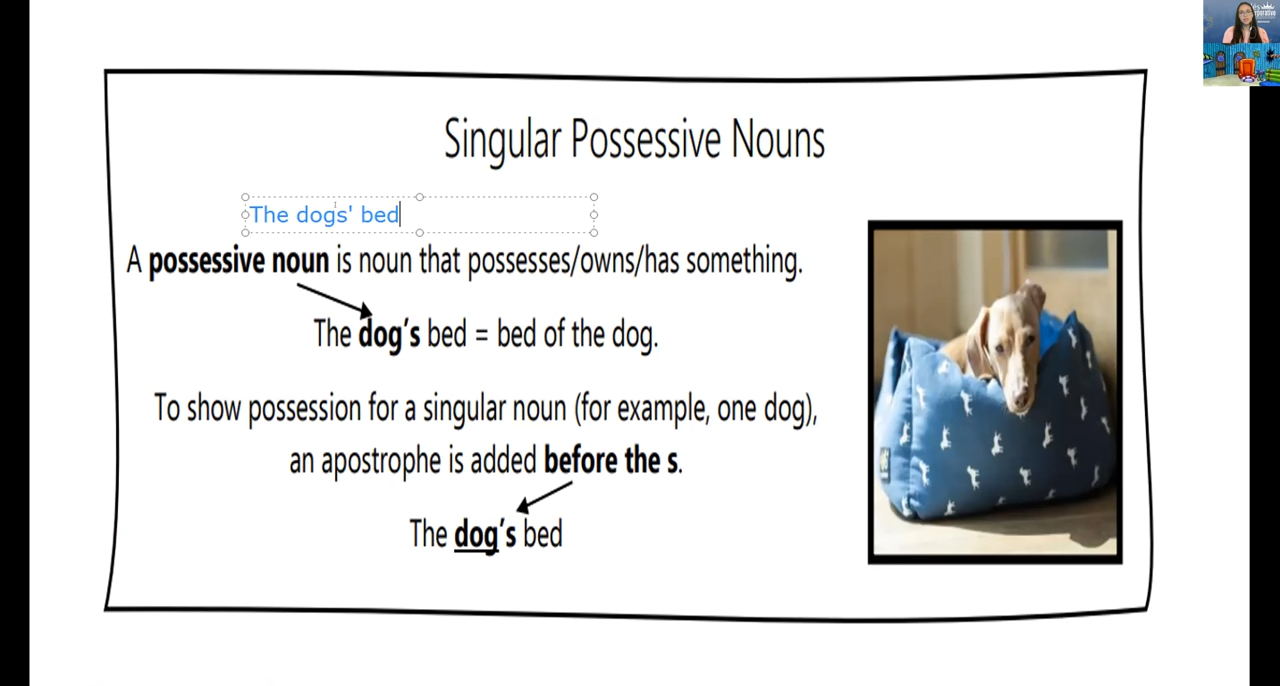 Singular Possessive Nouns
The dogs' bed
A possessive noun is noun that possesses/owns/has something.
The dog’s bed = bed of the dog.
To show possession for a singular noun (for example, one dog),
an apostrophe is added before the s.
The dog’s bed